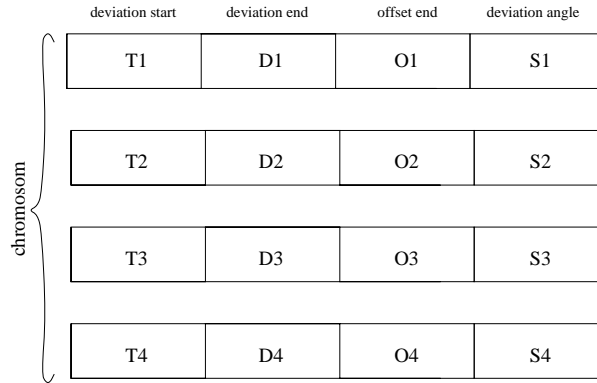 deviation start deviation end offset end deviation angle
T1 D1 O1 S1
T2 D2 O2 S2
chromosom
T3 D3 O3 S3
T4 D4 O4 S4